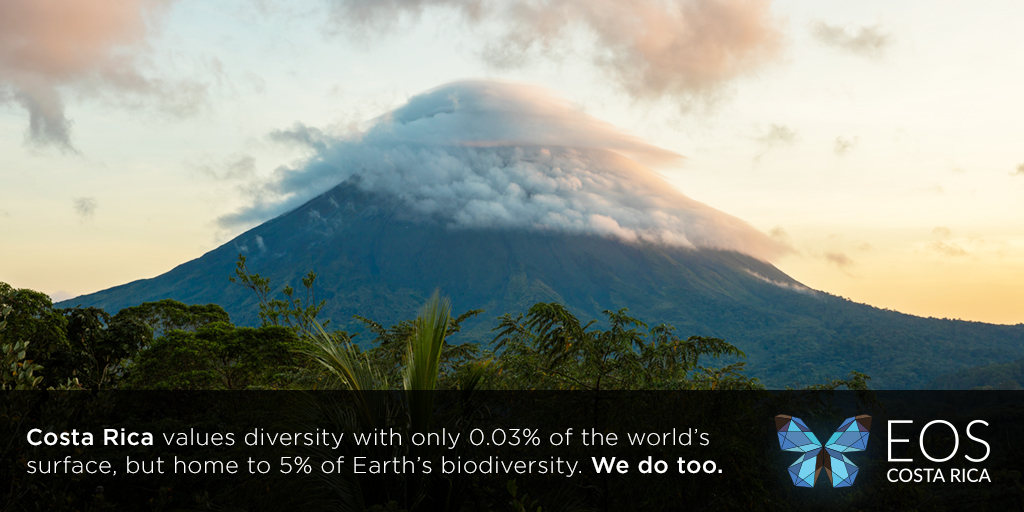 Costa Rica values diversity with only 0.03% of the world's
surface, but home to 5% of Earth's biodiversity. We do too.
EOS
COSTA RICA